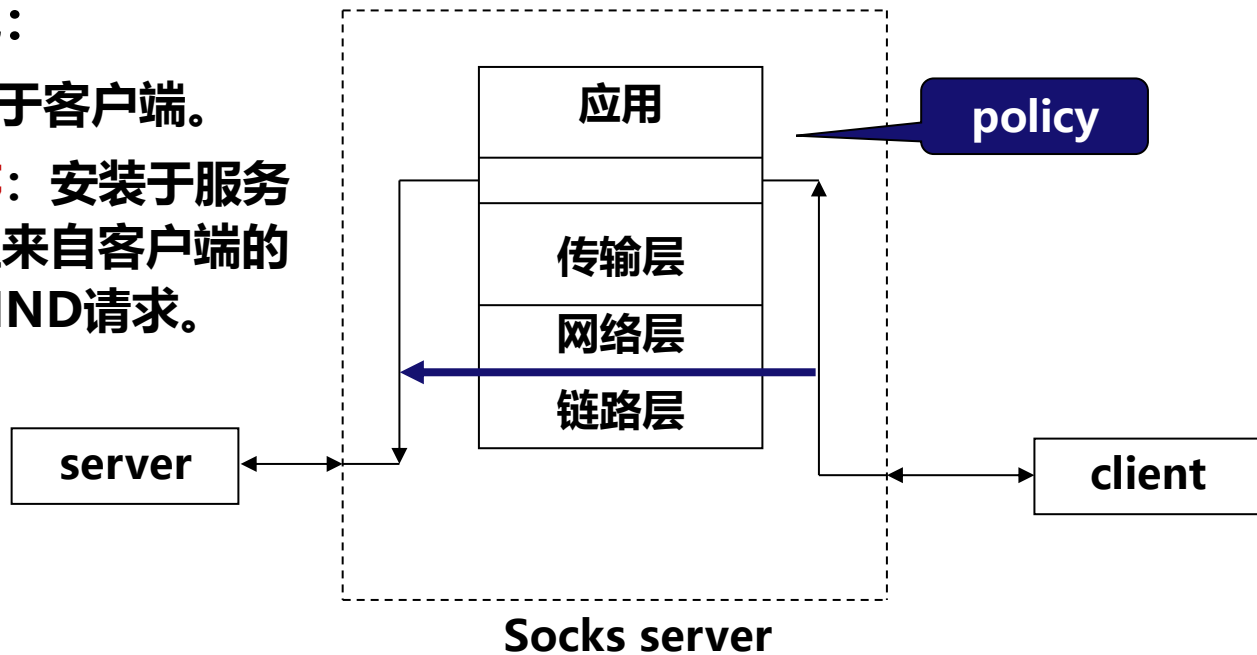 ：
于客户端。
：安装于服务
来自客户端的
ND请求。
应用
policy
传输层
网络层
链路层
server
client
Socks server